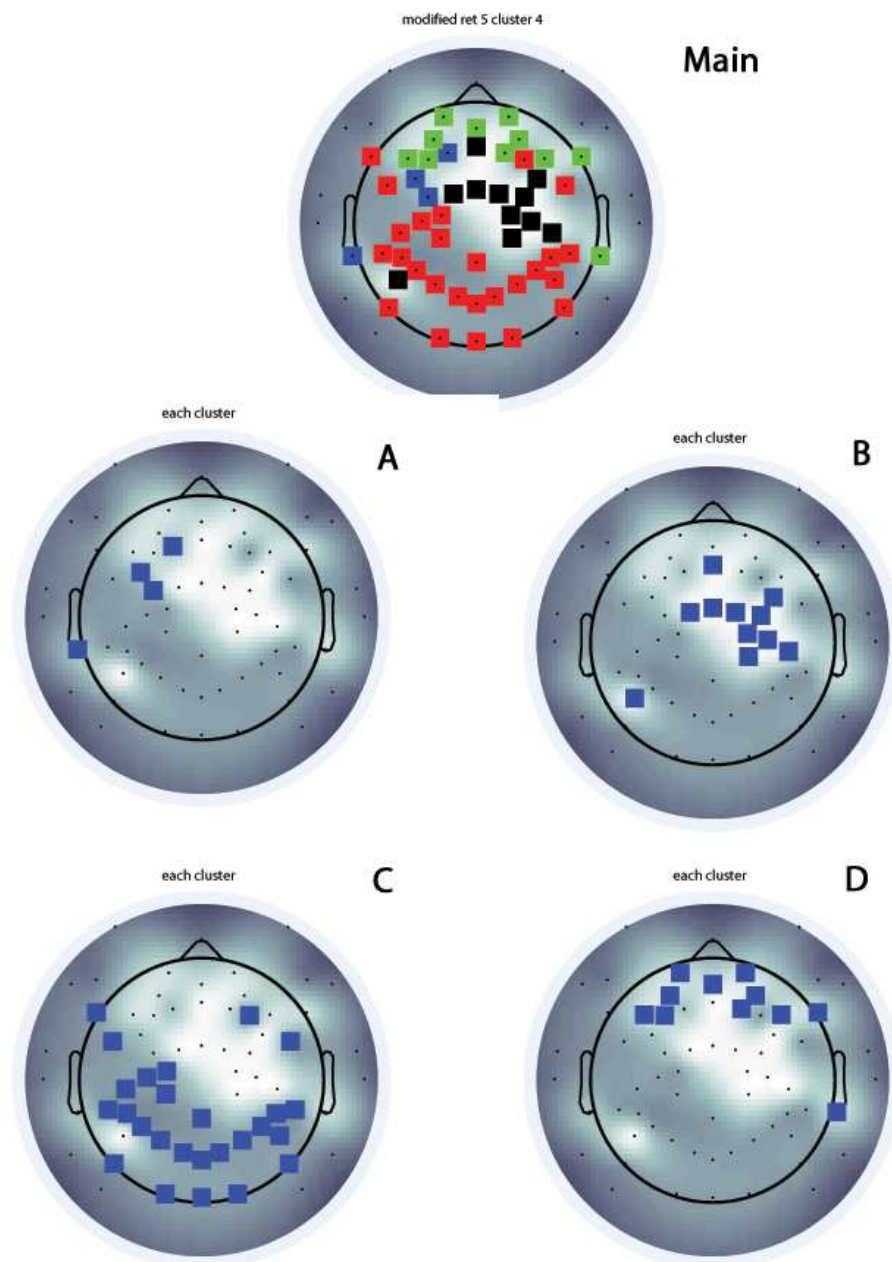 modified ret 5 cluster 4
Main
each cluster
A
each cluster
B
each cluster
C
each cluster
D